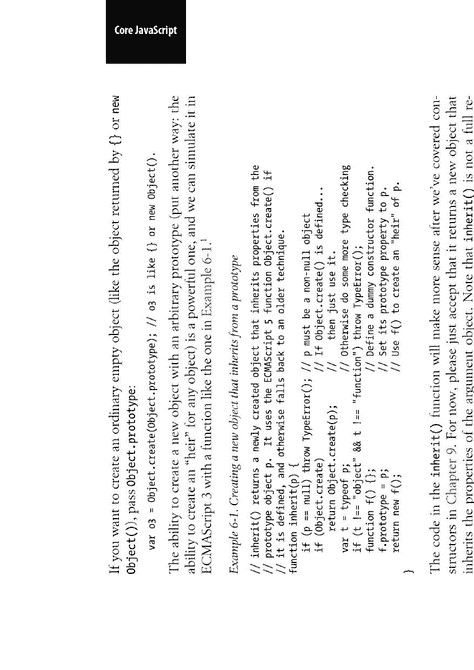 Core JavaScript
If you want to create an ordinary empty object (like the object returned by {} or new
Object()), pass Object.prototype:
var o3 = Object.create(Object.prototype); // o3 is like {} or new Object().
The ability to create a new object with an arbitrary prototype (put another way: the
ability to create an “heir” for any object) is a powerful one, and we can simulate it in
ECMAScript 3 with a function like the one in Example 6-1.¹
Example 6-1. Creating a new object that inherits from a prototype
// inherit() returns a newly created object that inherits properties from the
// prototype object p.  It uses the ECMAScript 5 function Object.create() if
// it is defined, and otherwise falls back to an older technique.
function inherit(p) {
    if (p == null) throw TypeError(); // p must be a non-null object
    if (Object.create)                // If Object.create() is defined...
        return Object.create(p);      //    then just use it.
    var t = typeof p;                 // Otherwise do some more type checking
    if (t !== "object" && t !== "function") throw TypeError();
    function f() {};                  // Define a dummy constructor function.
    f.prototype = p;                  // Set its prototype property to p.
    return new f();                   // Use f() to create an "heir" of p.
}
The code in the inherit() function will make more sense after we’ve covered con-
structors in Chapter 9. For now, please just accept that it returns a new object that
inherits the properties of the argument object. Note that inherit() is not a full re-